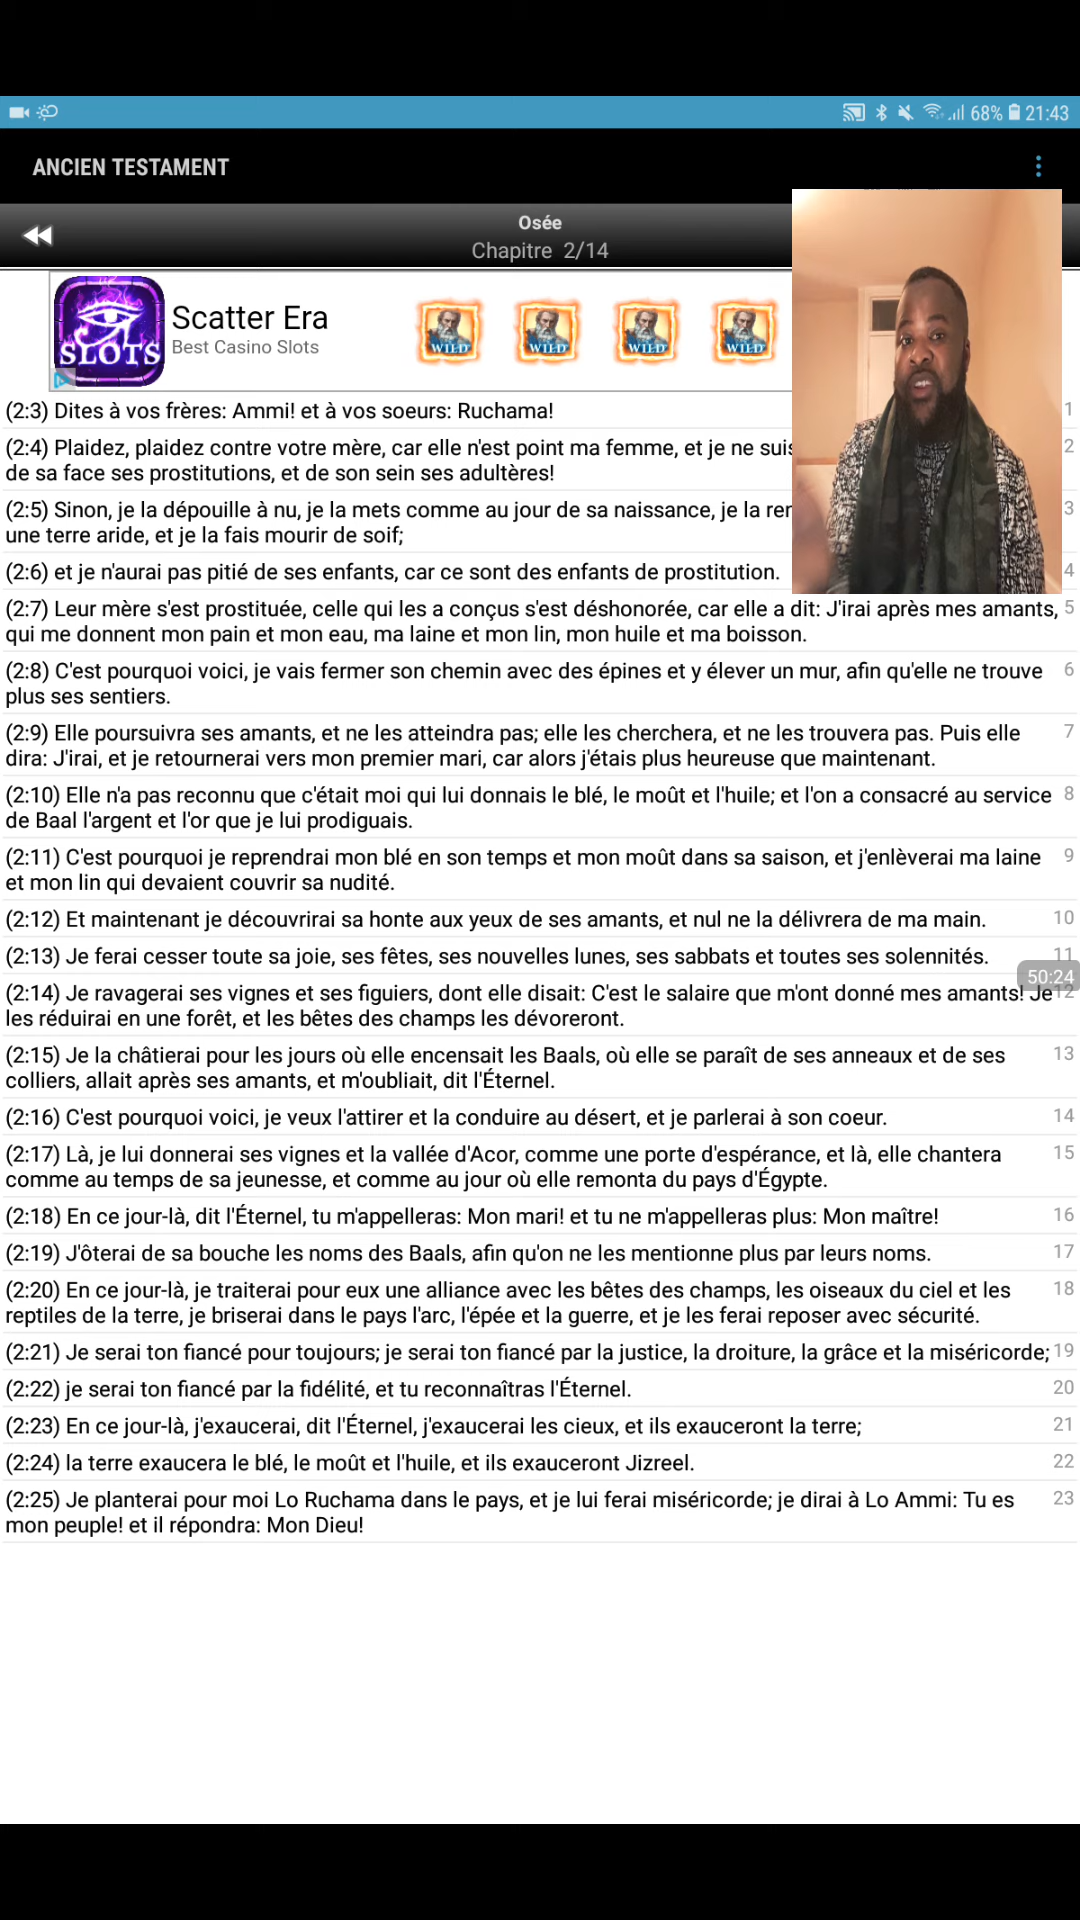 68% 21:43
ANCIEN TESTAMENT
Osée
Chapitre 2/14
SLOTS
Scatter Era
Best Casino Slots
WILD WILD WILD WILD
(2:3) Dites à vos frères: Ammi! et à vos soeurs: Ruchama! 1
(2:4) Plaidez, plaidez contre votre mère, car elle n'est point ma femme, et je ne suis 2
de sa face ses prostitutions, et de son sein ses adultères!
(2:5) Sinon, je la dépouille à nu, je la mets comme au jour de sa naissance, je la 3
une terre aride, et je la fais mourir de soif;
(2:6) et je n'aurai pas pitié de ses enfants, car ce sont des enfants de prostitution. 4
(2:7) Leur mère s'est prostituée, celle qui les a conçus s'est déshonorée, car elle a dit: J'irai après mes amants, 5
qui me donnent mon pain et mon eau, ma laine et mon lin, mon huile et ma boisson.
(2:8) C'est pourquoi voici, je vais fermer son chemin avec des épines et y élever un mur, afin qu'elle ne trouve 6
plus ses sentiers.
(2:9) Elle poursuivra ses amants, et ne les atteindra pas; elle les cherchera, et ne les trouvera pas. Puis elle 7
dira: J'irai, et je retournerai vers mon premier mari, car alors j'étais plus heureuse que maintenant.
(2:10) Elle n'a pas reconnu que c'était moi qui lui donnais le blé, le moût et l'huile; et l'on a consacré au service 8
de Baal l'argent et l'or que je lui prodiguais.
(2:11) C'est pourquoi je reprendrai mon blé en son temps et mon moût dans sa saison, et j'enlèverai ma laine 9
et mon lin qui devaient couvrir sa nudité.
(2:12) Et maintenant je découvrirai sa honte aux yeux de ses amants, et nul ne la délivrera de ma main. 10
(2:13) Je ferai cesser toute sa joie, ses fêtes, ses nouvelles lunes, ses sabbats et toutes ses solennités. 11
50:24
(2:14) Je ravagerai ses vignes et ses figuiers, dont elle disait: C'est le salaire que m'ont donné mes amants! Je 12
les réduirai en une forêt, et les bêtes des champs les dévoreront.
(2:15) Je la châtierai pour les jours où elle encensait les Baals, où elle se paraît de ses anneaux et de ses 13
colliers, allait après ses amants, et m'oubliait, dit l'Éternel.
(2:16) C'est pourquoi voici, je veux l'attirer et la conduire au désert, et je parlerai à son coeur. 14
(2:17) Là, je lui donnerai ses vignes et la vallée d'Acor, comme une porte d'espérance, et là, elle chantera 15
comme au temps de sa jeunesse, et comme au jour où elle remonta du pays d'Égypte.
(2:18) En ce jour-là, dit l'Éternel, tu m'appelleras: Mon mari! et tu ne m'appelleras plus: Mon maître! 16
(2:19) J'ôterai de sa bouche les noms des Baals, afin qu'on ne les mentionne plus par leurs noms. 17
(2:20) En ce jour-là, je traiterai pour eux une alliance avec les bêtes des champs, les oiseaux du ciel et les 18
reptiles de la terre, je briserai dans le pays l'arc, l'épée et la guerre, et je les ferai reposer avec sécurité.
(2:21) Je serai ton fiancé pour toujours; je serai ton fiancé par la justice, la droiture, la grâce et la miséricorde; 19
(2:22) je serai ton fiancé par la fidélité, et tu reconnaîtras l'Éternel. 20
(2:23) En ce jour-là, j'exaucerai, dit l'Éternel, j'exaucerai les cieux, et ils exauceront la terre; 21
(2:24) la terre exaucera le blé, le moût et l'huile, et ils exauceront Jizreel. 22
(2:25) Je planterai pour moi Lo Ruchama dans le pays, et je lui ferai miséricorde; je dirai à Lo Ammi: Tu es 23
mon peuple! et il répondra: Mon Dieu!